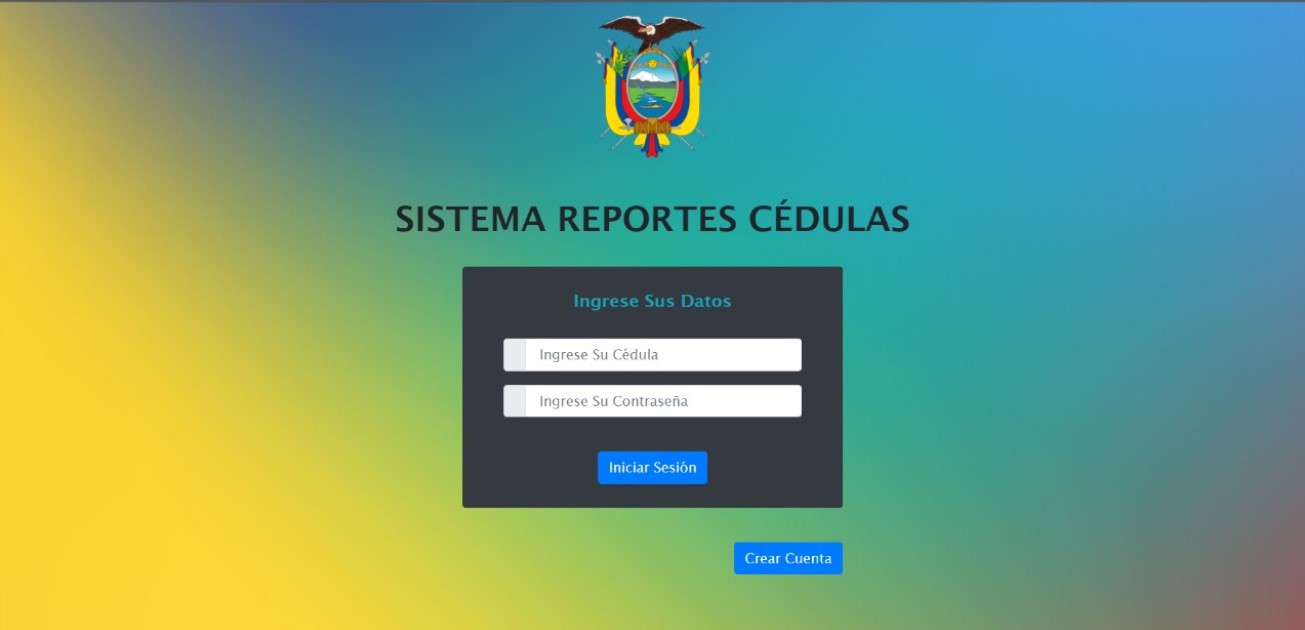 SISTEMA REPORTES CÉDULAS
Ingrese Sus Datos
Ingrese Su Cédula
Ingrese Su Contraseña
Iniciar Sesión
Crear Cuenta